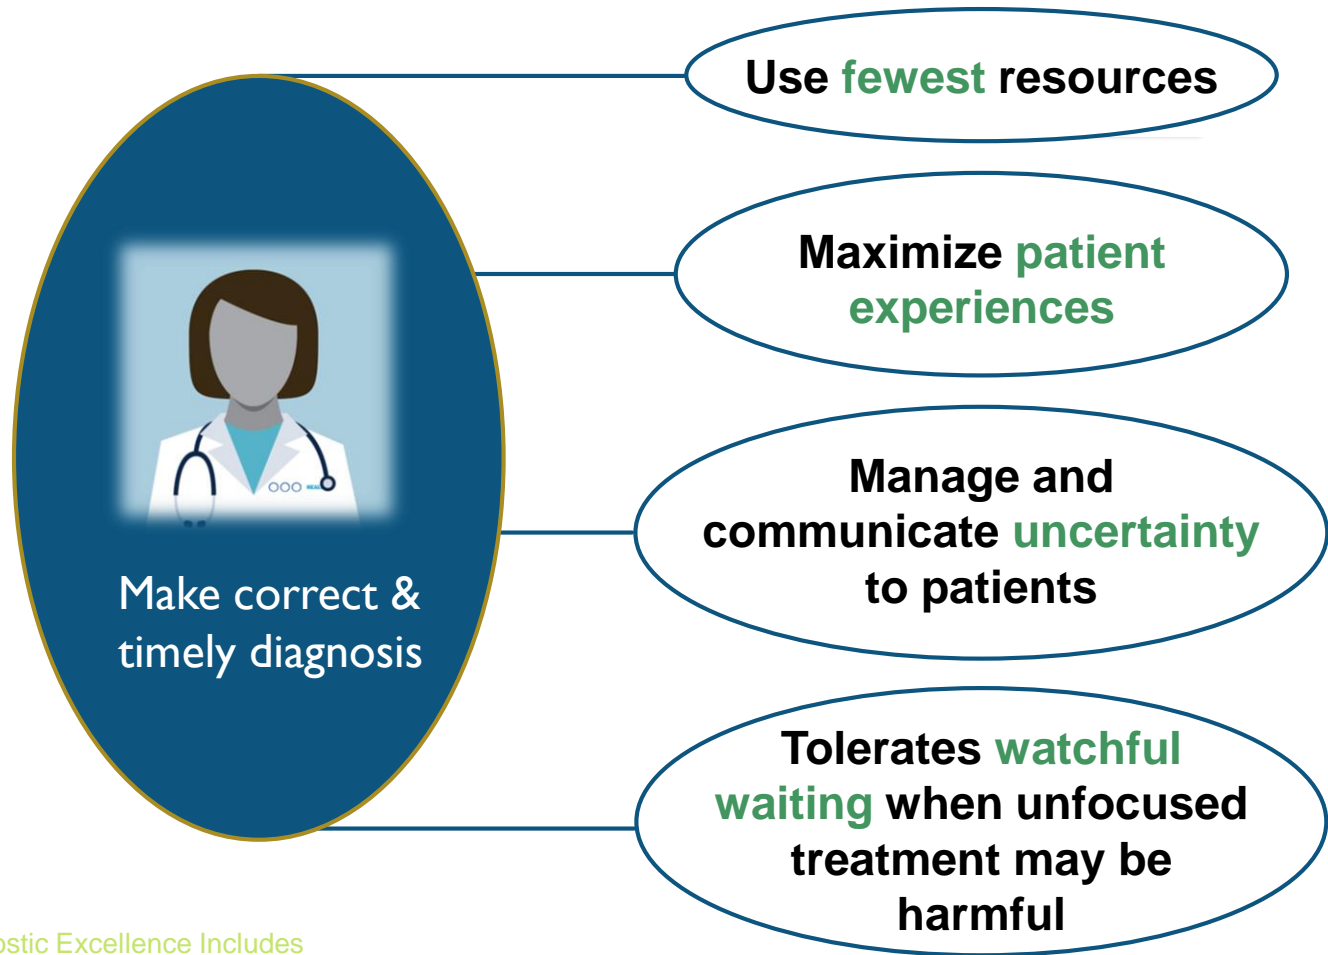 Use fewest resources
Maximize patient
experiences
Manage and
communicate uncertainty
to patients
Tolerates watchful
waiting when unfocused
treatment may be
harmful
Make correct &
timely diagnosis
ostic Excellence Includes